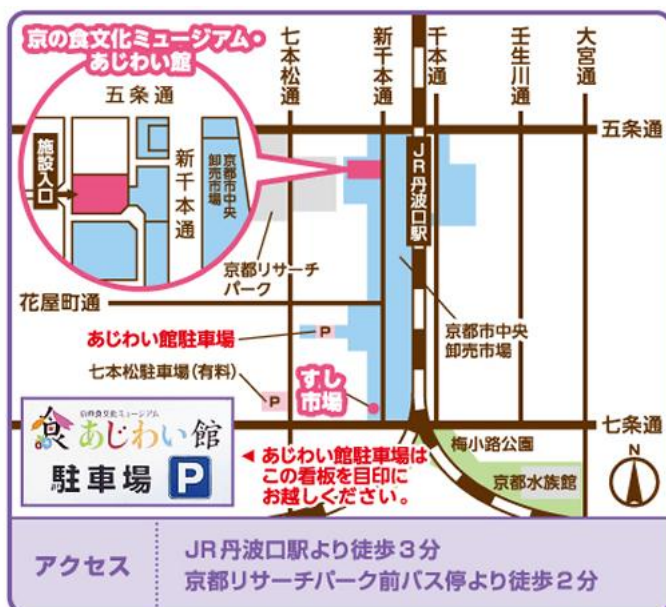 京の食文化ミュージアム・
あじわい館
七本松通
新千本通
千本通
壬生川通
大宮通
五条通
施設入口
新千本通
京都市中央
卸売市場
五条通
JR丹波口駅
京都リサーチ
パーク
花屋町通
あじわい館駐車場
P
京都市中央
卸売市場
七本松駐車場(有料)
P
すし
市場
七条通
京の食文化ミュージアム
食あじわい館
駐車場 P
◀ あじわい館駐車場は
この看板を目印に
お越しください。
梅小路公園
京都水族館
N
アクセス
JR丹波口駅より徒歩3分
京都リサーチパーク前バス停より徒歩2分